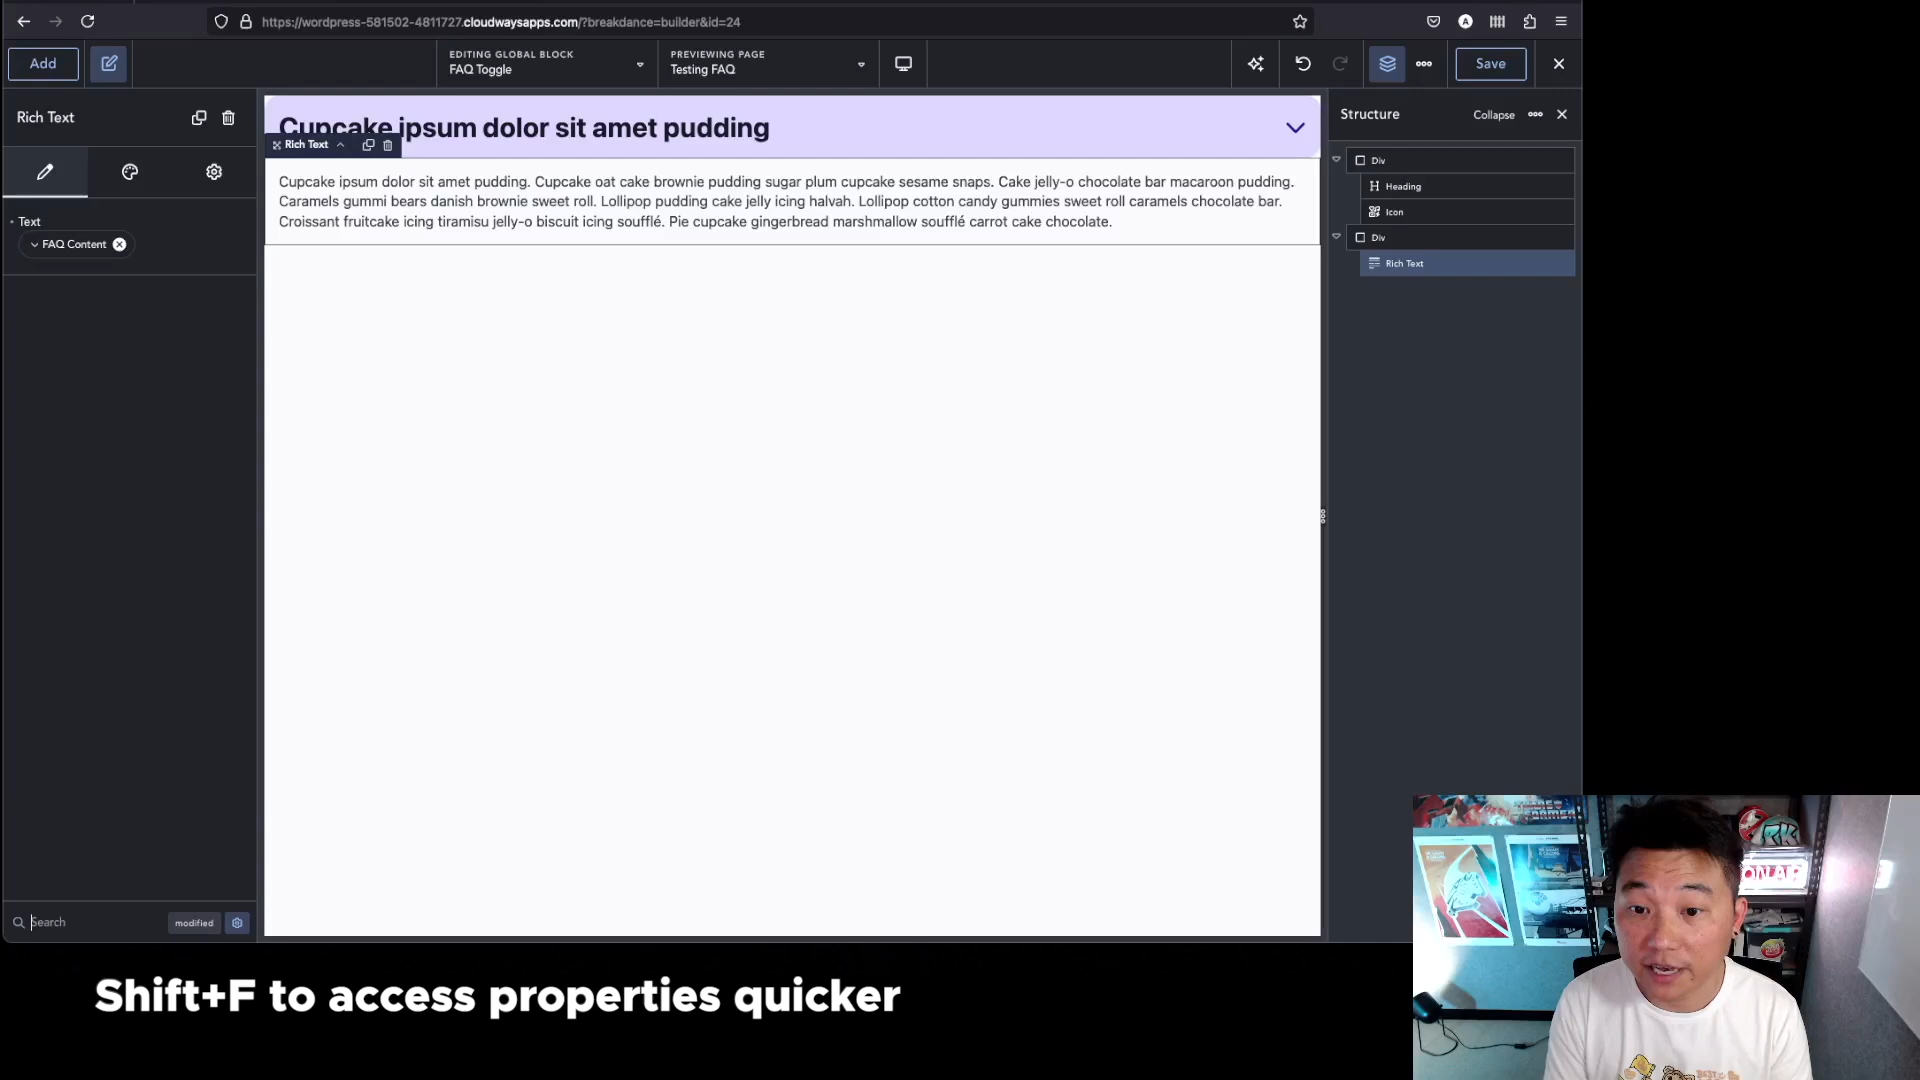 https://wordpress-581502-4811727.cloudwaysapps.com/?breakdance=builder&id=24
Add
EDITING GLOBAL BLOCK
FAQ Toggle
PREVIEWING PAGE
Testing FAQ
Save
Rich Text
Text
FAQ Content
Cupcake ipsum dolor sit amet pudding
Rich Text
Cupcake ipsum dolor sit amet pudding. Cupcake oat cake brownie pudding sugar plum cupcake sesame snaps. Cake jelly-o chocolate bar macaroon pudding.
Caramels gummi bears danish brownie sweet roll. Lollipop pudding cake jelly icing halvah. Lollipop cotton candy gummies sweet roll caramels chocolate bar.
Croissant fruitcake icing tiramisu jelly-o biscuit icing soufflé. Pie cupcake gingerbread marshmallow soufflé carrot cake chocolate.
Structure
Collapse
Div
Heading
Icon
Div
Rich Text
Search
modified
Shift+F to access properties quicker